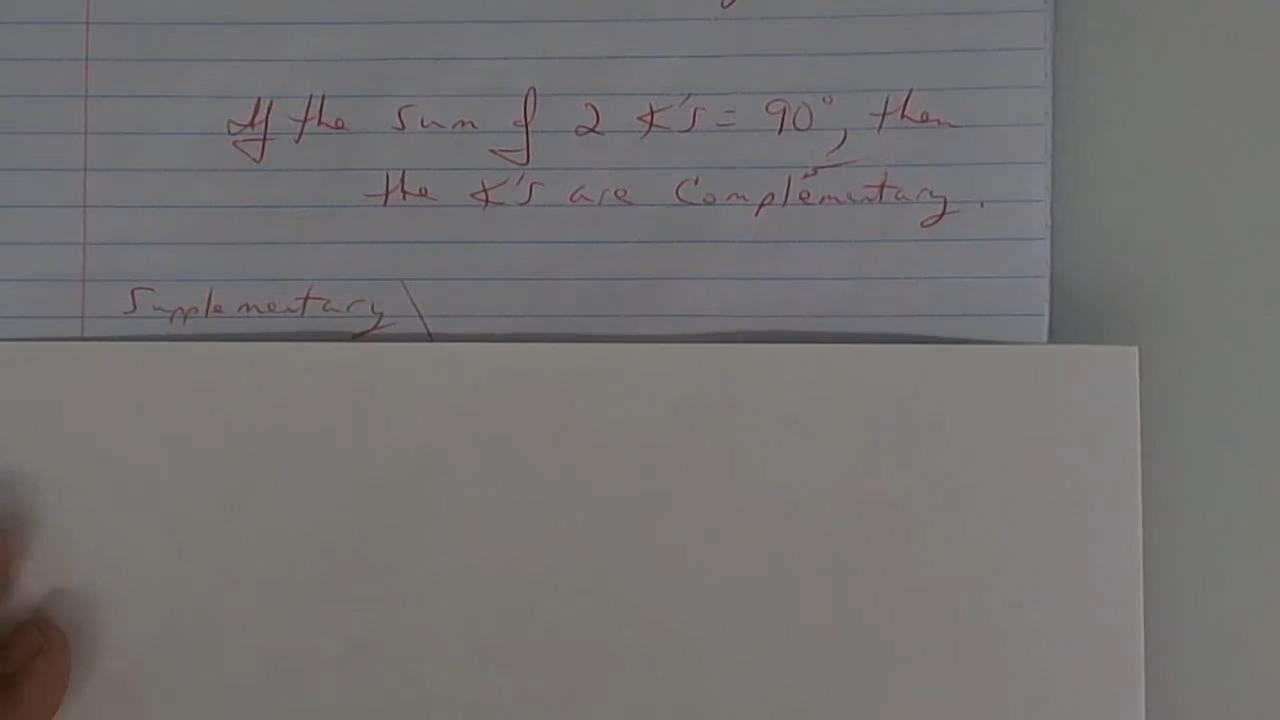 If the sum of 2 ∡'s = 90°, then
the ∡'s are Complementary.
Supplementary